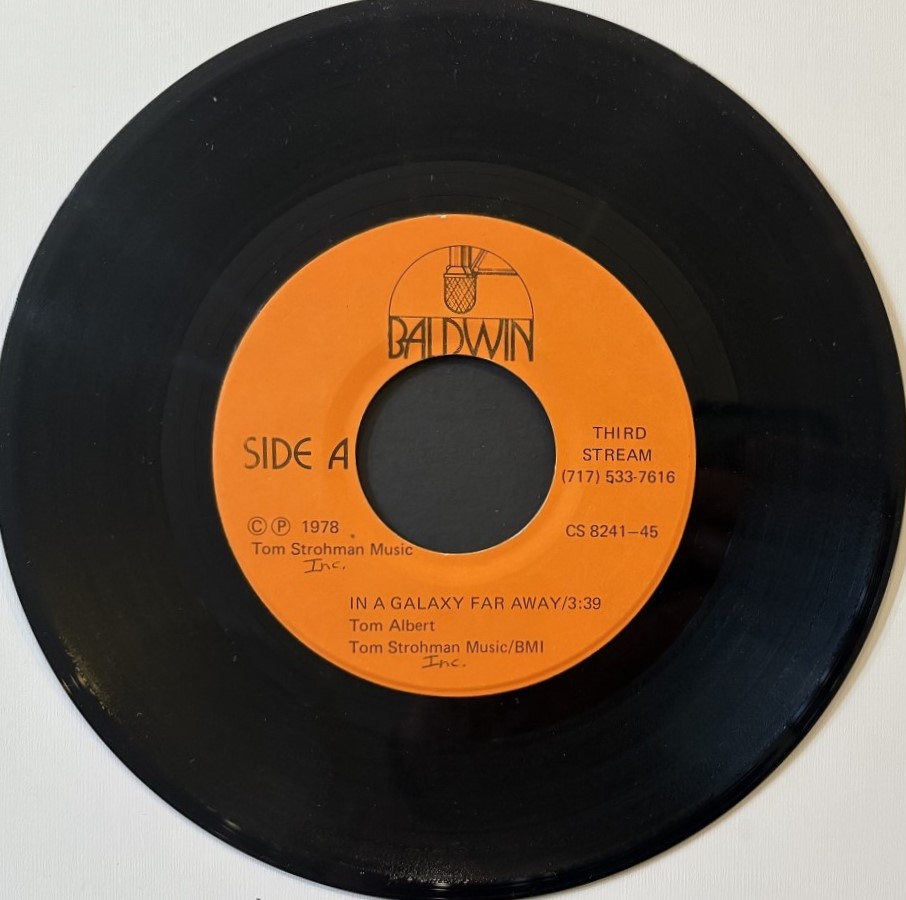 BALDWIN
SIDE A
THIRD
STREAM
(717) 533-7616
Ⓒ Ⓟ 1978
Tom Strohman Music
Inc.
CS 8241-45
IN A GALAXY FAR AWAY/3:39
Tom Albert
Tom Strohman Music/BMI
Inc.